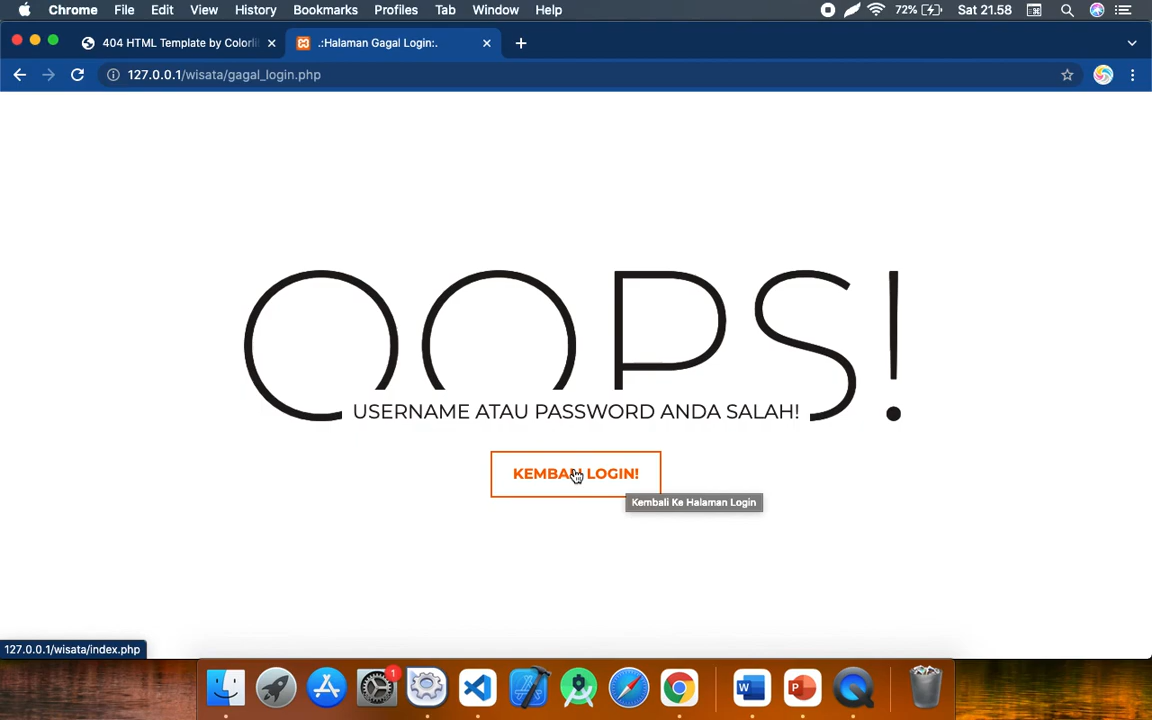 Chrome File Edit View History Bookmarks Profiles Tab Window Help 72% Sat 21.58
404 HTML Template by Colorli .:Halaman Gagal Login:.
127.0.0.1/wisata/gagal_login.php
OOPS!
USERNAME ATAU PASSWORD ANDA SALAH!
KEMBALI LOGIN!
Kembali Ke Halaman Login
127.0.0.1/wisata/index.php
1
W P